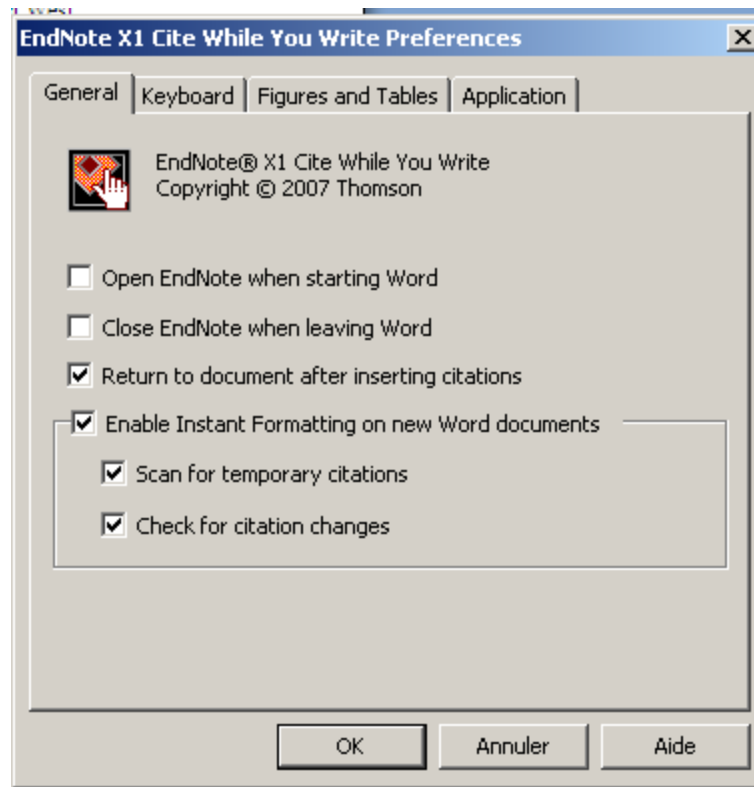 EndNote X1 Cite While You Write Preferences
General Keyboard Figures and Tables Application
EndNote® X1 Cite While You Write
Copyright © 2007 Thomson
Open EndNote when starting Word
Close EndNote when leaving Word
Return to document after inserting citations
Enable Instant Formatting on new Word documents
Scan for temporary citations
Check for citation changes
OK Annuler Aide